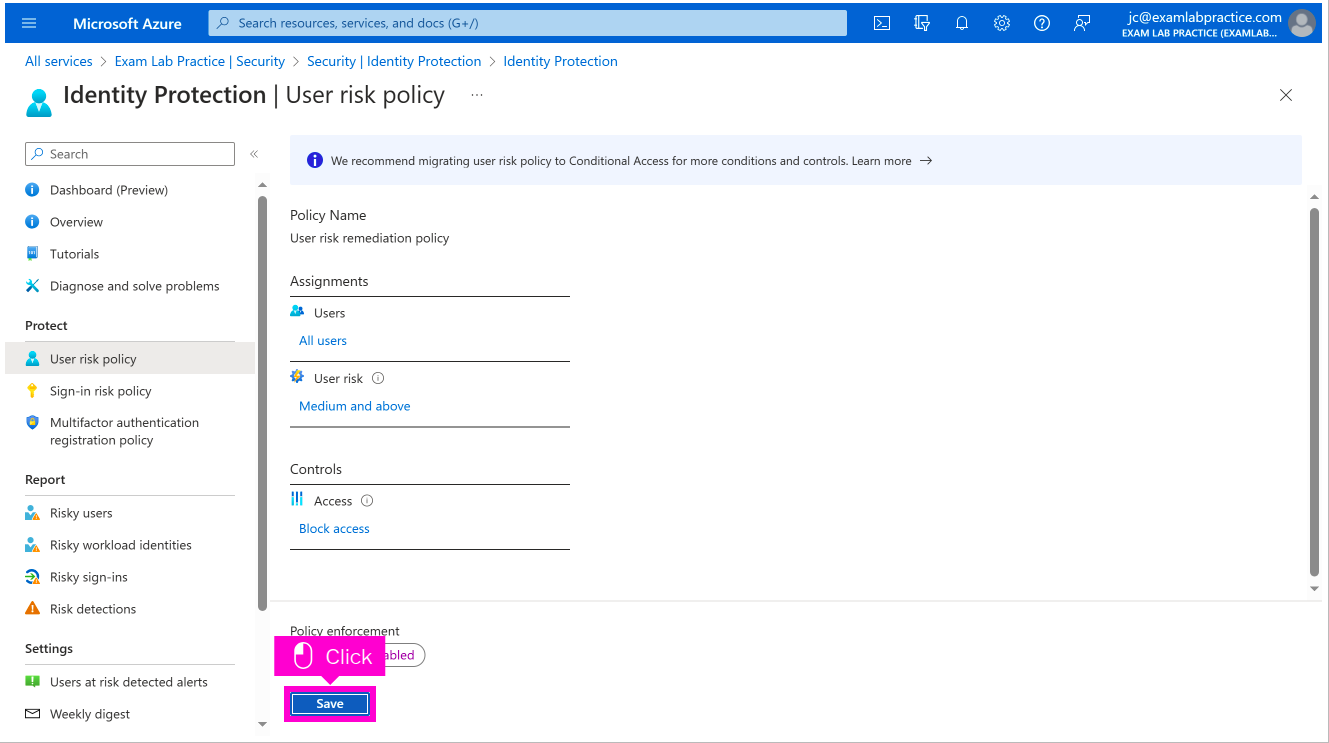 Microsoft Azure
Search resources, services, and docs (G+/)
jc@examlabpractice.com
EXAM LAB PRACTICE (EXAMLAB...
All services > Exam Lab Practice | Security > Security | Identity Protection > Identity Protection
Identity Protection | User risk policy ...
Search
«
We recommend migrating user risk policy to Conditional Access for more conditions and controls. Learn more →
Dashboard (Preview)
Overview
Tutorials
Diagnose and solve problems
Protect
User risk policy
Sign-in risk policy
Multifactor authentication
registration policy
Report
Risky users
Risky workload identities
Risky sign-ins
Risk detections
Settings
Users at risk detected alerts
Weekly digest
Policy Name
User risk remediation policy
Assignments
Users
All users
User risk
Medium and above
Controls
Access
Block access
Policy enforcement
Click
Save